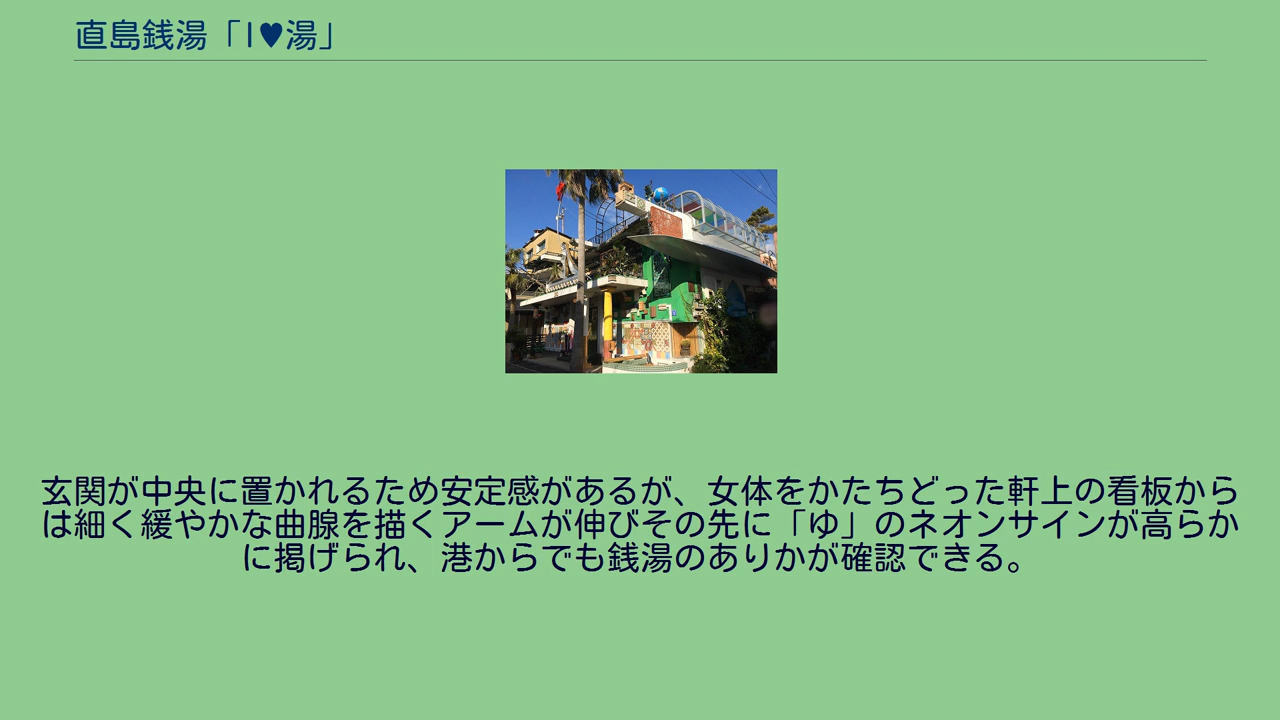 直島銭湯「I♥湯」
玄関が中央に置かれるため安定感があるが、女体をかたちどった軒上の看板から
は細く緩やかな曲腺を描くアームが伸びその先に「ゆ」のネオンサインが高らか
に掲げられ、港からでも銭湯のありかが確認できる。